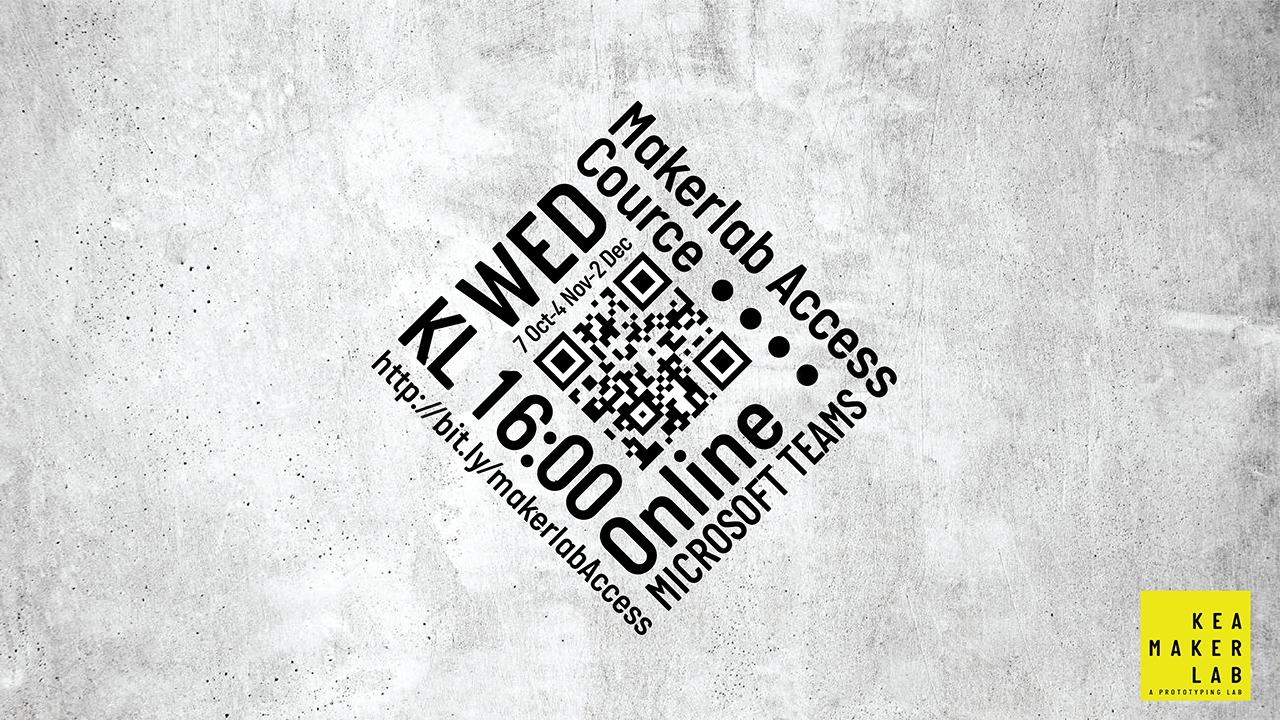 Makerlab Access
Cource
WED
7 Oct-4 Nov-2 Dec
KL 16:00
http://bit.ly/makerlabAccess
Online
MICROSOFT TEAMS
KEA
MAKER
LAB
A PROTOTYPING LAB